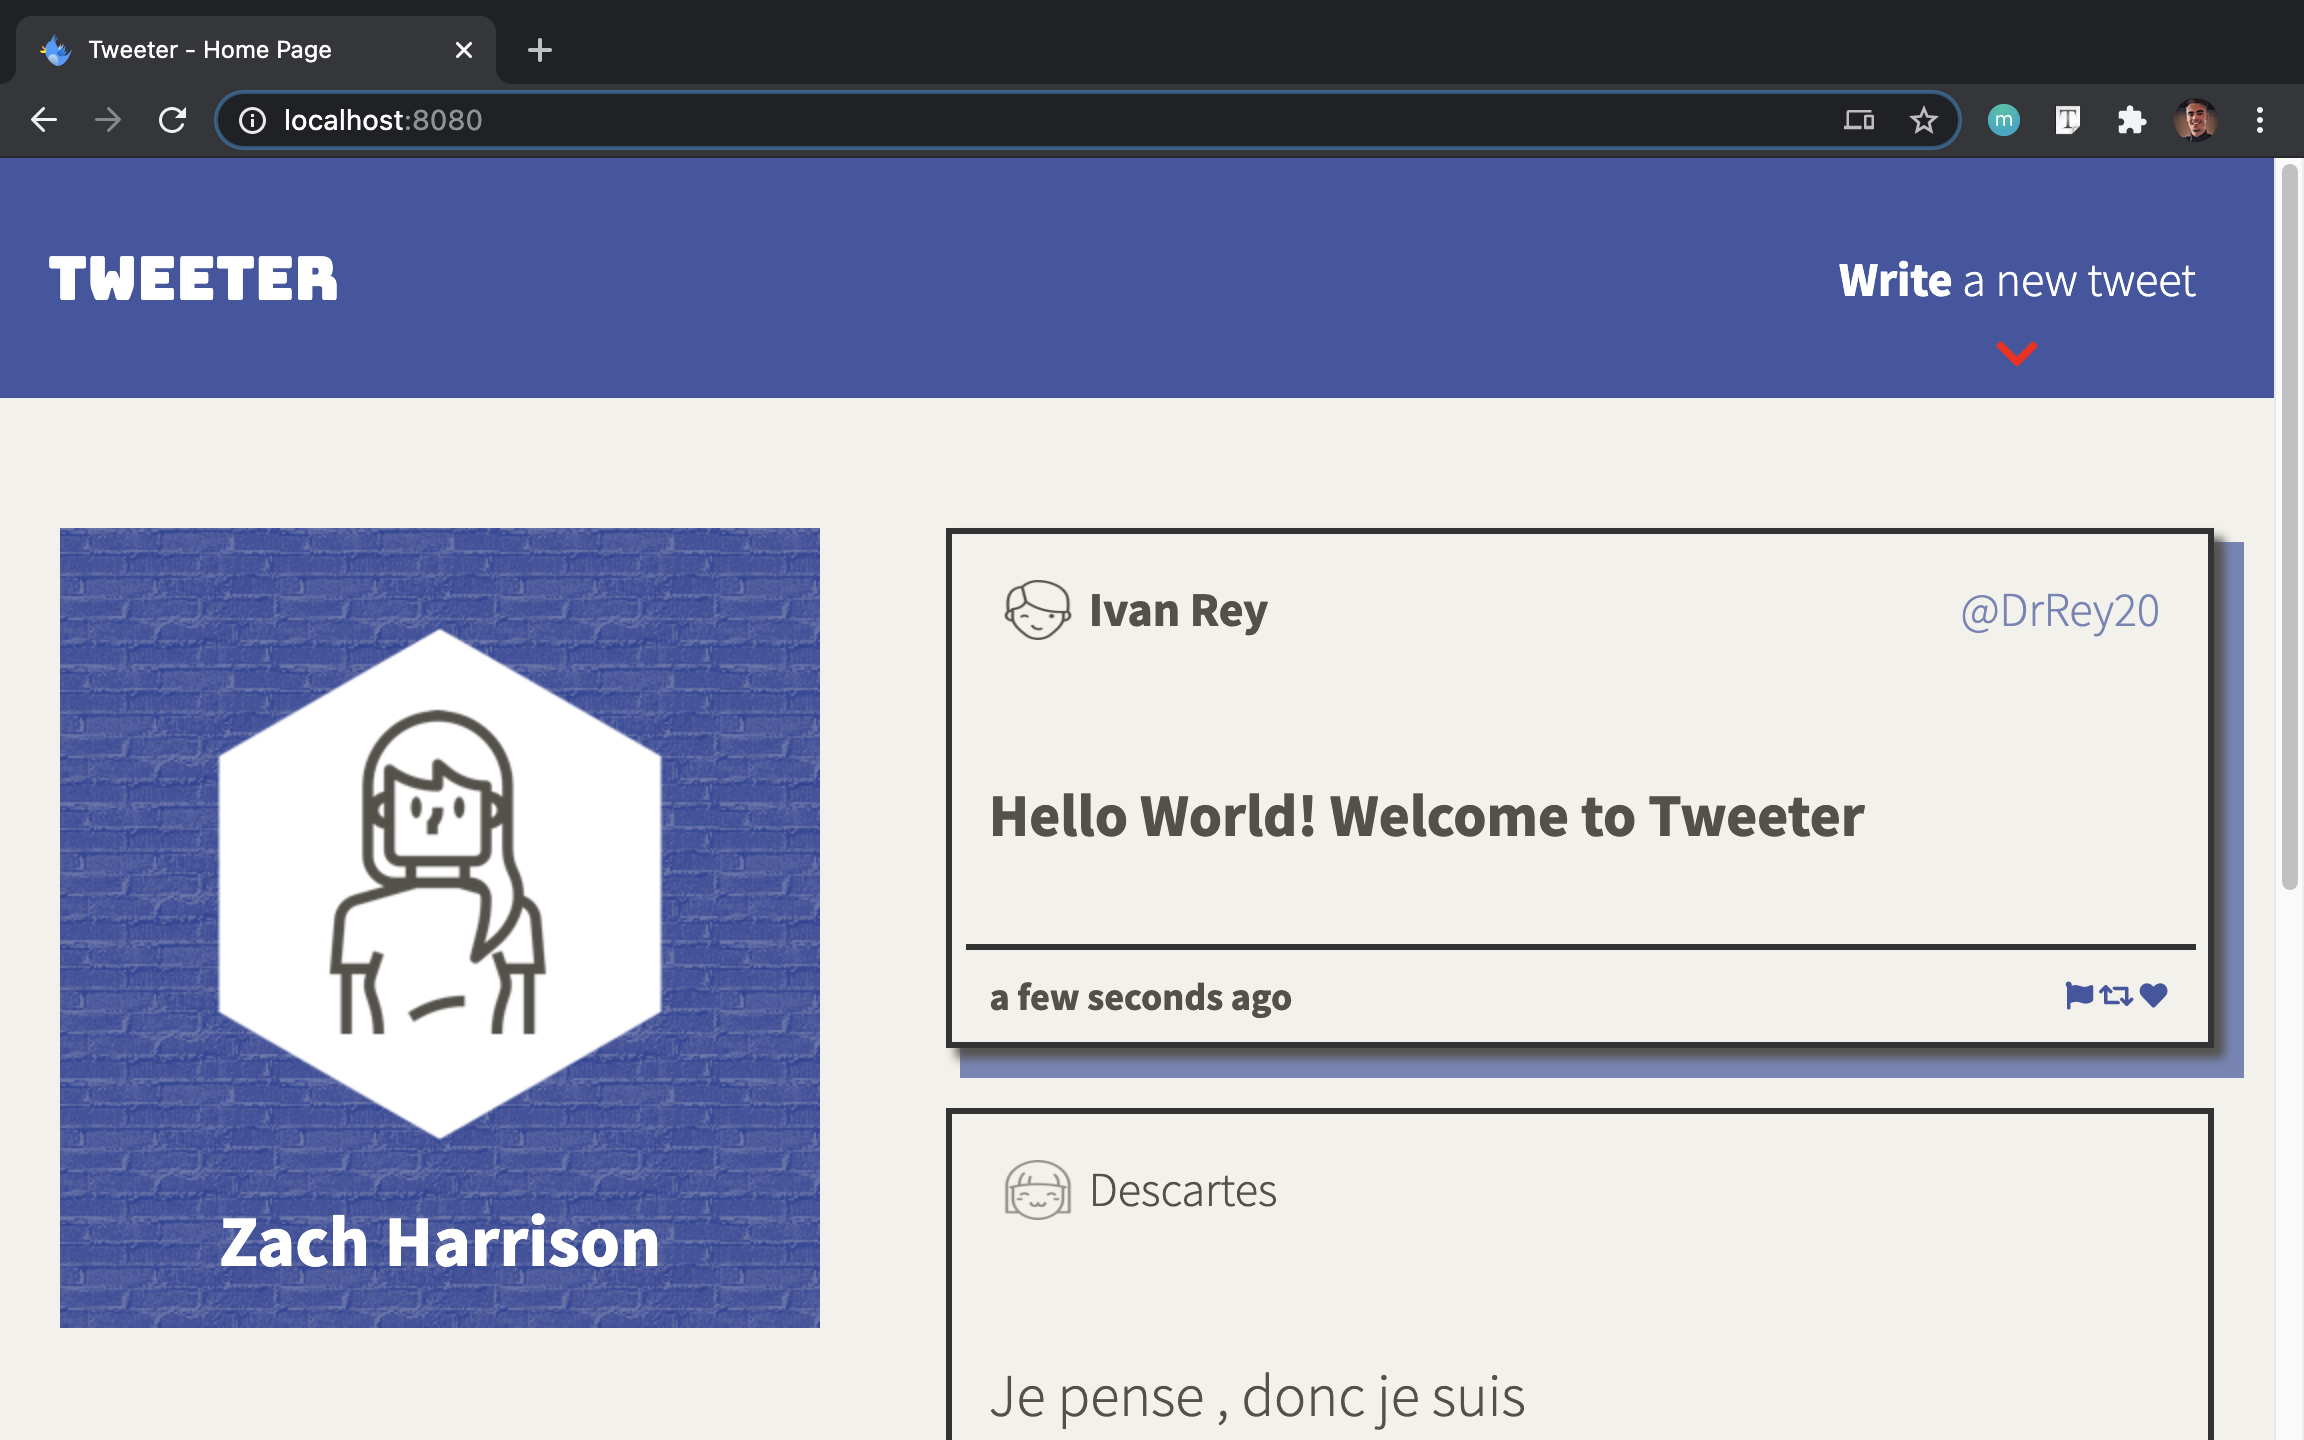 Tweeter - Home Page
localhost:8080
m
T
TWEETER
Write a new tweet
Zach Harrison
Ivan Rey
@DrRey20
Hello World! Welcome to Tweeter
a few seconds ago
Descartes
Je pense , donc je suis